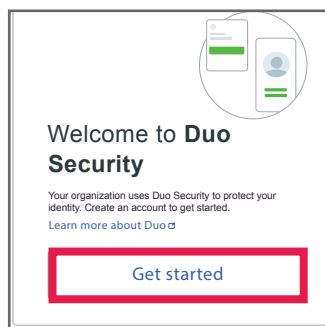 Welcome to Duo
Security
Your organization uses Duo Security to protect your
identity. Create an account to get started.
Learn more about Duo
Get started